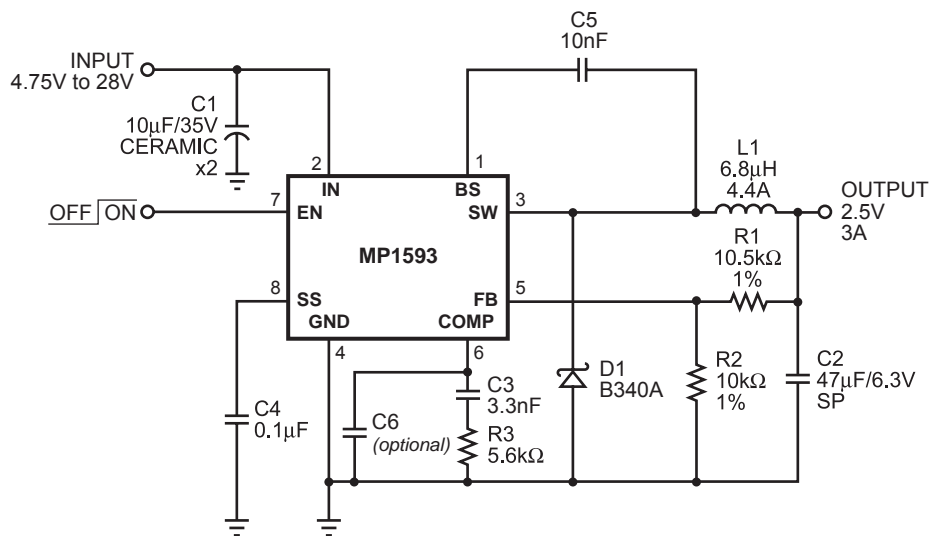 C5
10nF
INPUT
4.75V to 28V
C1
10µF/35V
CERAMIC
x2
2
1
L1
6.8µH
4.4A
IN
BS
7
EN
SW
3
OFF ON
OUTPUT
2.5V
3A
MP1593
R1
10.5kΩ
1%
8
SS
FB
5
GND
COMP
4
6
D1
B340A
R2
10kΩ
1%
C2
47µF/6.3V
SP
C3
3.3nF
C4
0.1µF
C6
(optional)
R3
5.6kΩ